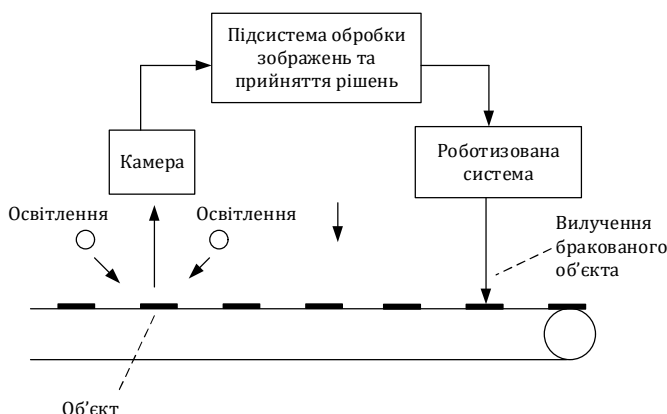 Підсистема обробки
зображень та
прийняття рішень
Камера
Роботизована
система
Освітлення
Освітлення
Вилучення
бракованого
об’єкта
Об’єкт